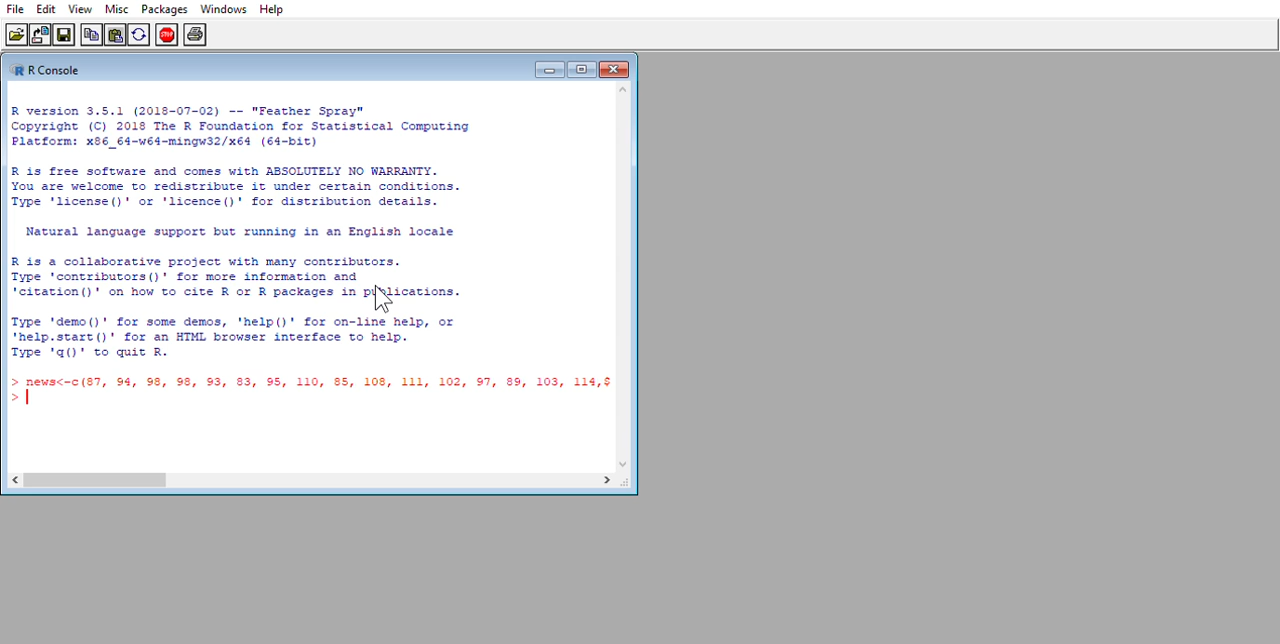 File Edit View Misc Packages Windows Help
STOP
R Console
R version 3.5.1 (2018-07-02) -- "Feather Spray"
Copyright (C) 2018 The R Foundation for Statistical Computing
Platform: x86_64-w64-mingw32/x64 (64-bit)
R is free software and comes with ABSOLUTELY NO WARRANTY.
You are welcome to redistribute it under certain conditions.
Type 'license()' or 'licence()' for distribution details.
Natural language support but running in an English locale
R is a collaborative project with many contributors.
Type 'contributors()' for more information and
'citation()' on how to cite R or R packages in publications.
Type 'demo()' for some demos, 'help()' for on-line help, or
'help.start()' for an HTML browser interface to help.
Type 'q()' to quit R.
> news<-c(87, 94, 98, 98, 93, 83, 95, 110, 85, 108, 111, 102, 97, 89, 103, 114,$
>